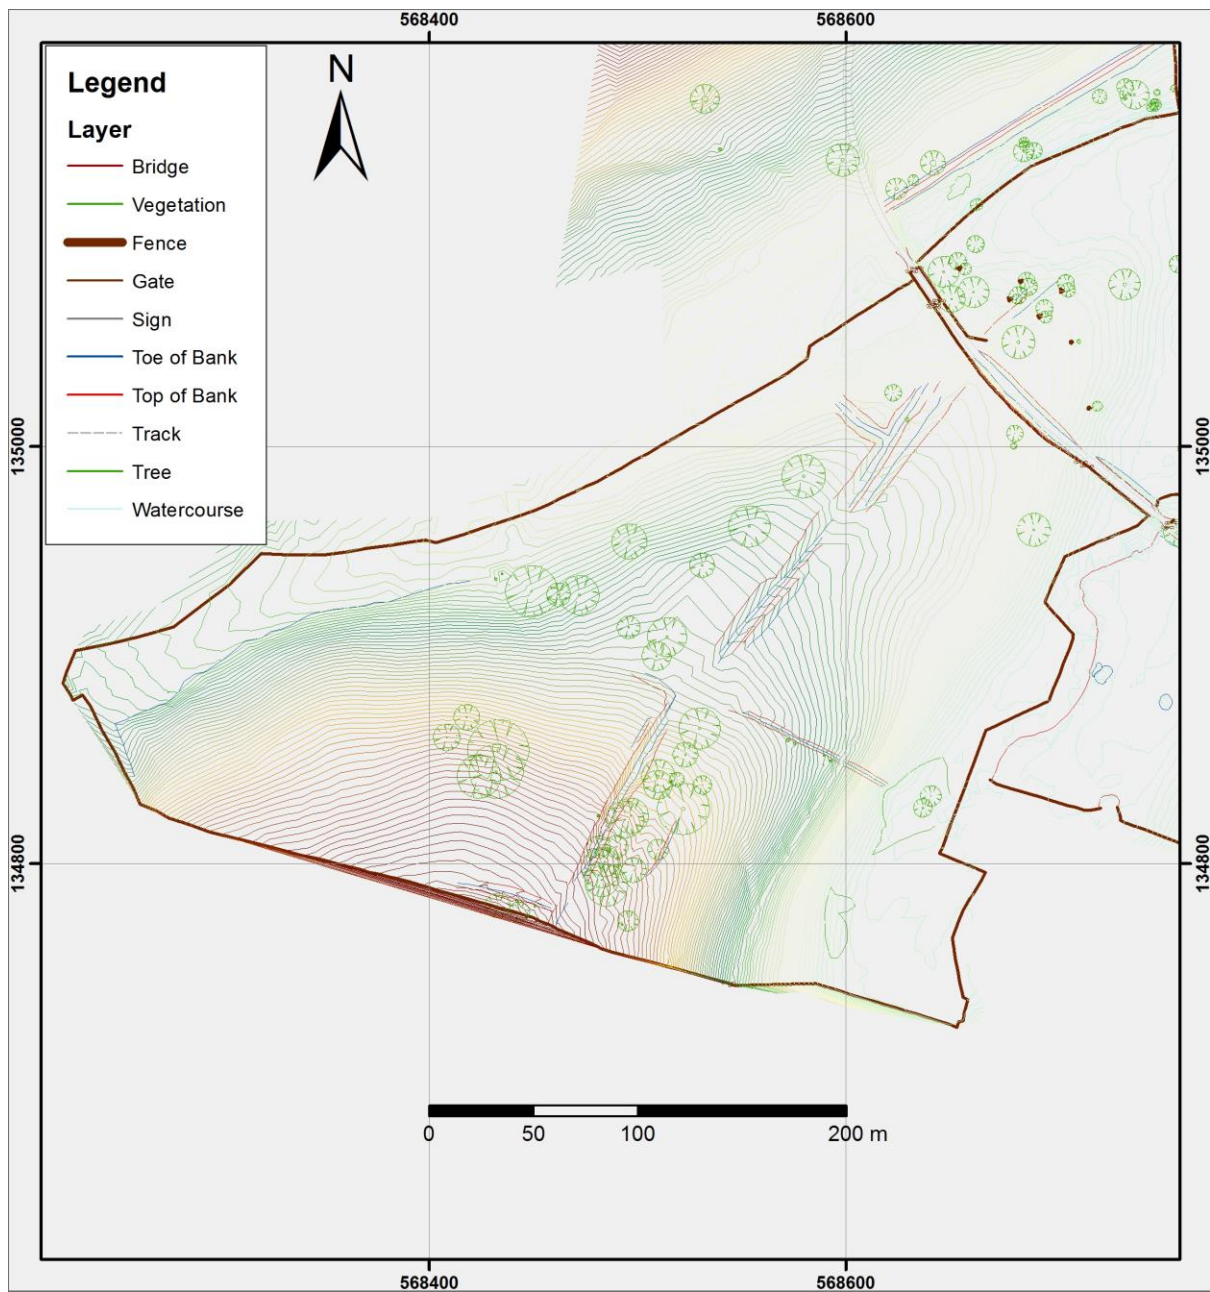 568400 568600
N
Legend
Layer
Bridge
Vegetation
Fence
Gate
Sign
Toe of Bank
Top of Bank
Track
Tree
Watercourse
135000 135000
134800 134800
0 50 100 200 m
568400 568600